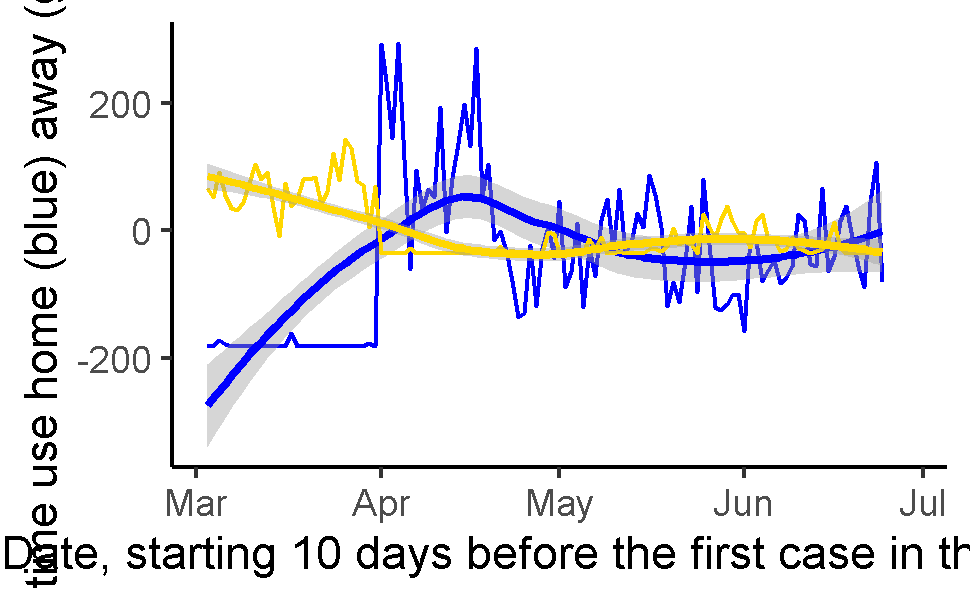 time use home (blue) away (
200
0
-200
Mar Apr May Jun Jul
Date, starting 10 days before the first case in th